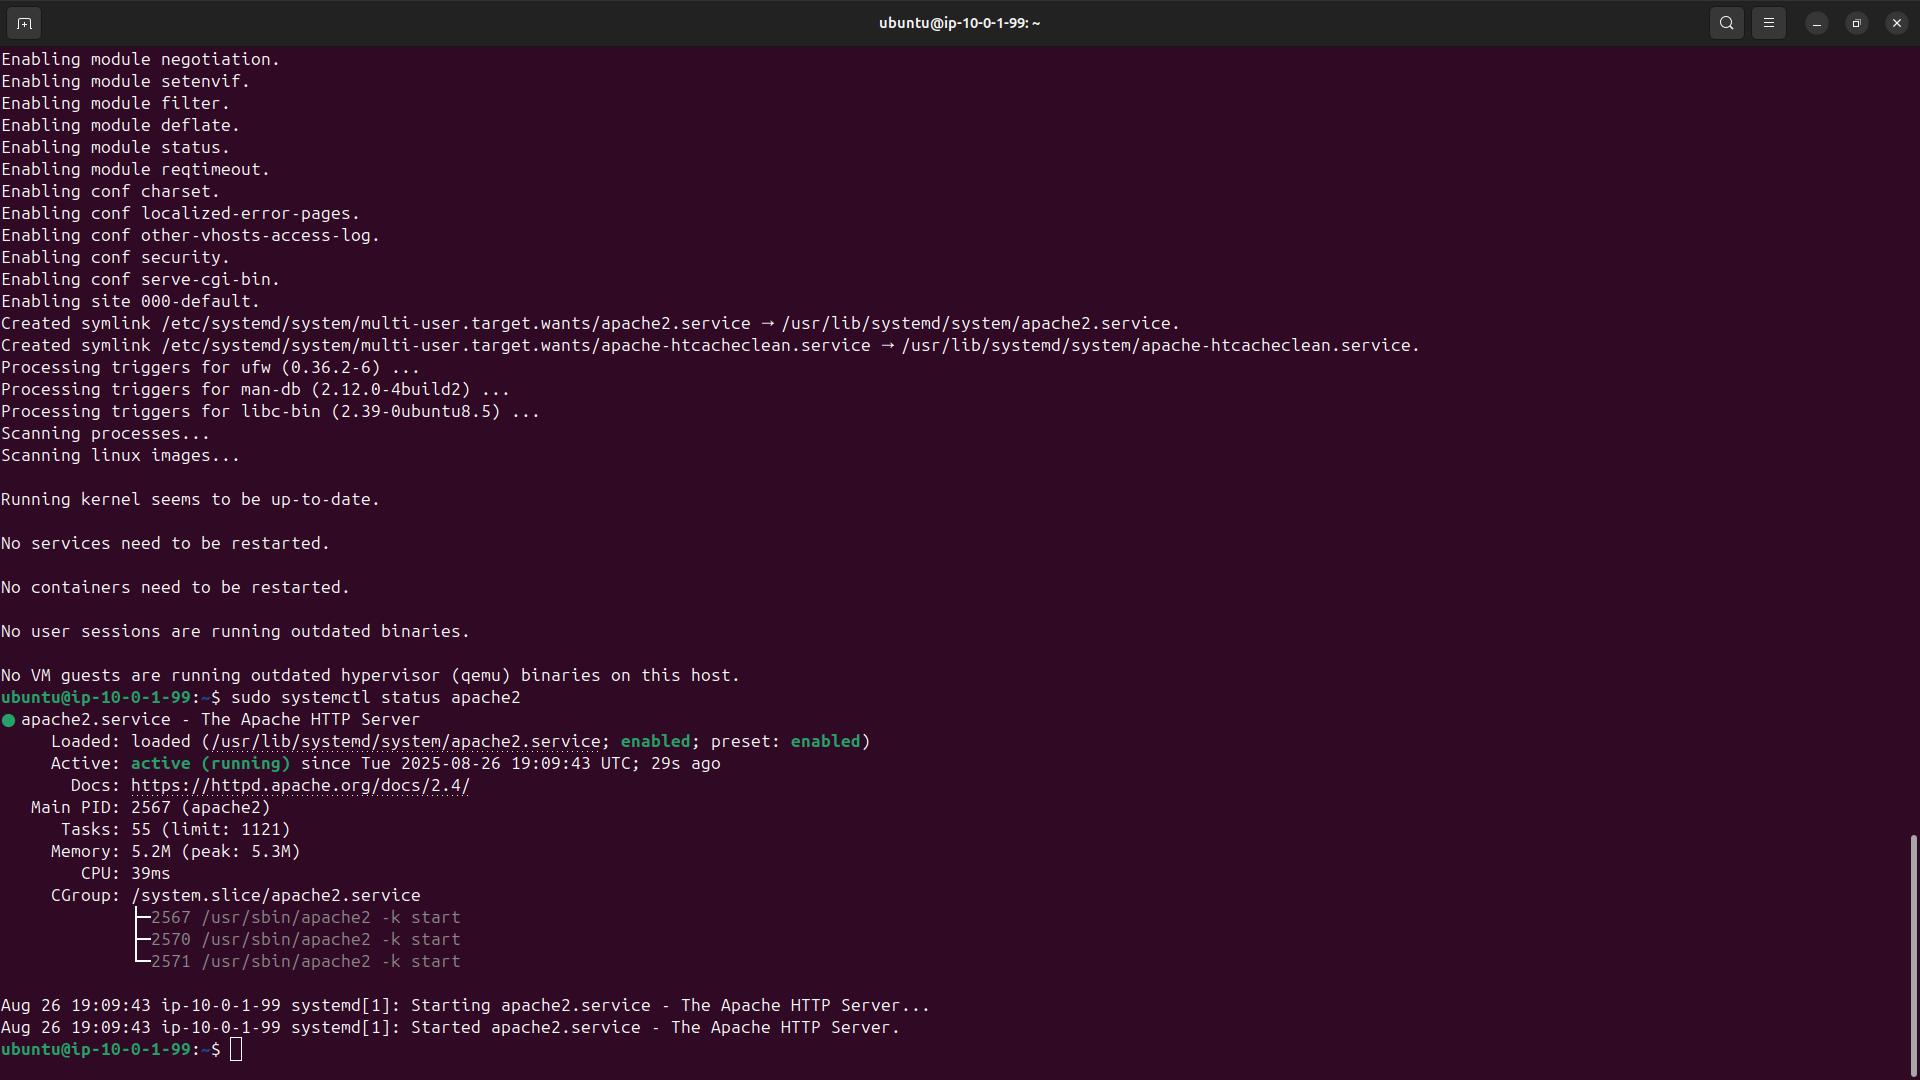 ubuntu@ip-10-0-1-99: ~
Enabling module negotiation.
Enabling module setenvif.
Enabling module filter.
Enabling module deflate.
Enabling module status.
Enabling module reqtimeout.
Enabling conf charset.
Enabling conf localized-error-pages.
Enabling conf other-vhosts-access-log.
Enabling conf security.
Enabling conf serve-cgi-bin.
Enabling site 000-default.
Created symlink /etc/systemd/system/multi-user.target.wants/apache2.service → /usr/lib/systemd/system/apache2.service.
Created symlink /etc/systemd/system/multi-user.target.wants/apache-htcacheclean.service → /usr/lib/systemd/system/apache-htcacheclean.service.
Processing triggers for ufw (0.36.2-6) ...
Processing triggers for man-db (2.12.0-4build2) ...
Processing triggers for libc-bin (2.39-0ubuntu8.5) ...
Scanning processes...
Scanning linux images...
Running kernel seems to be up-to-date.
No services need to be restarted.
No containers need to be restarted.
No user sessions are running outdated binaries.
No VM guests are running outdated hypervisor (qemu) binaries on this host.
ubuntu@ip-10-0-1-99:~$ sudo systemctl status apache2
● apache2.service - The Apache HTTP Server
Loaded: loaded (/usr/lib/systemd/system/apache2.service; enabled; preset: enabled)
Active: active (running) since Tue 2025-08-26 19:09:43 UTC; 29s ago
Docs: https://httpd.apache.org/docs/2.4/
Main PID: 2567 (apache2)
Tasks: 55 (limit: 1121)
Memory: 5.2M (peak: 5.3M)
CPU: 39ms
CGroup: /system.slice/apache2.service
├─2567 /usr/sbin/apache2 -k start
├─2570 /usr/sbin/apache2 -k start
└─2571 /usr/sbin/apache2 -k start
Aug 26 19:09:43 ip-10-0-1-99 systemd[1]: Starting apache2.service - The Apache HTTP Server...
Aug 26 19:09:43 ip-10-0-1-99 systemd[1]: Started apache2.service - The Apache HTTP Server.
ubuntu@ip-10-0-1-99:~$